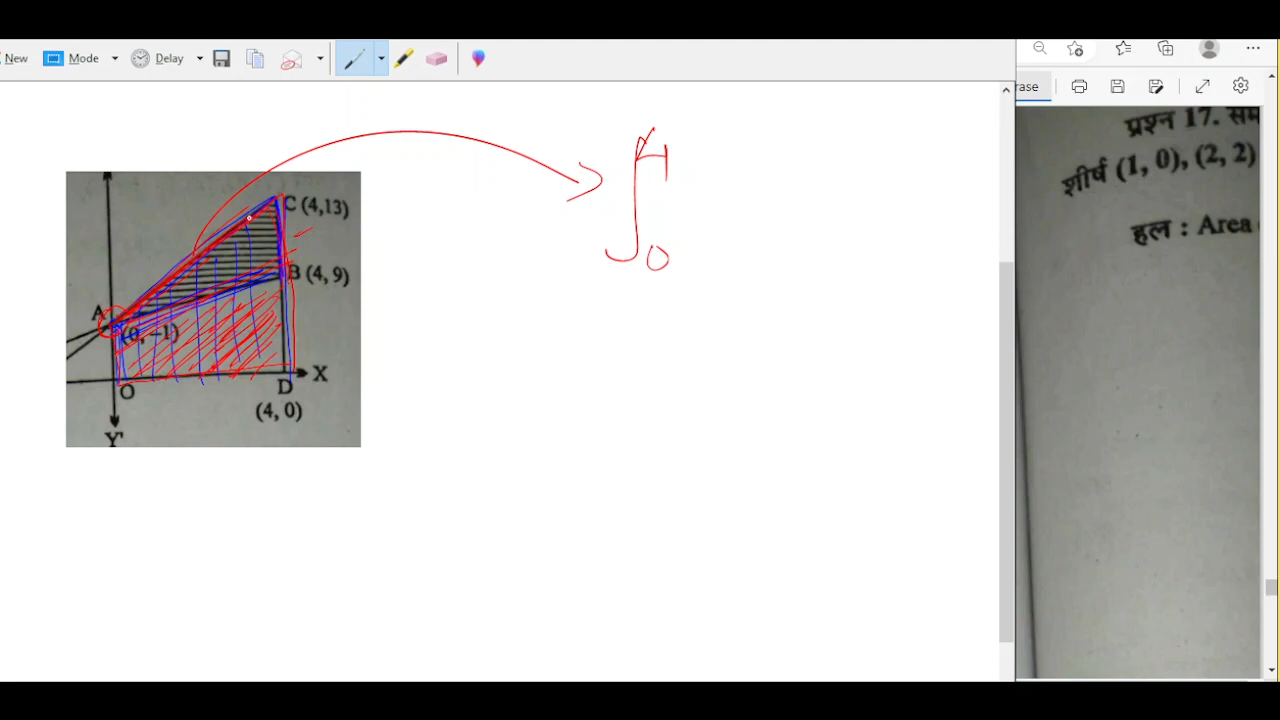 New Mode Delay
rase
4
0
C (4,13)
B (4, 9)
A
(0, -1)
X
O
D
(4, 0)
Y'
प्रश्न 17.
शीर्ष (1, 0), (2, 2)
हल : Area